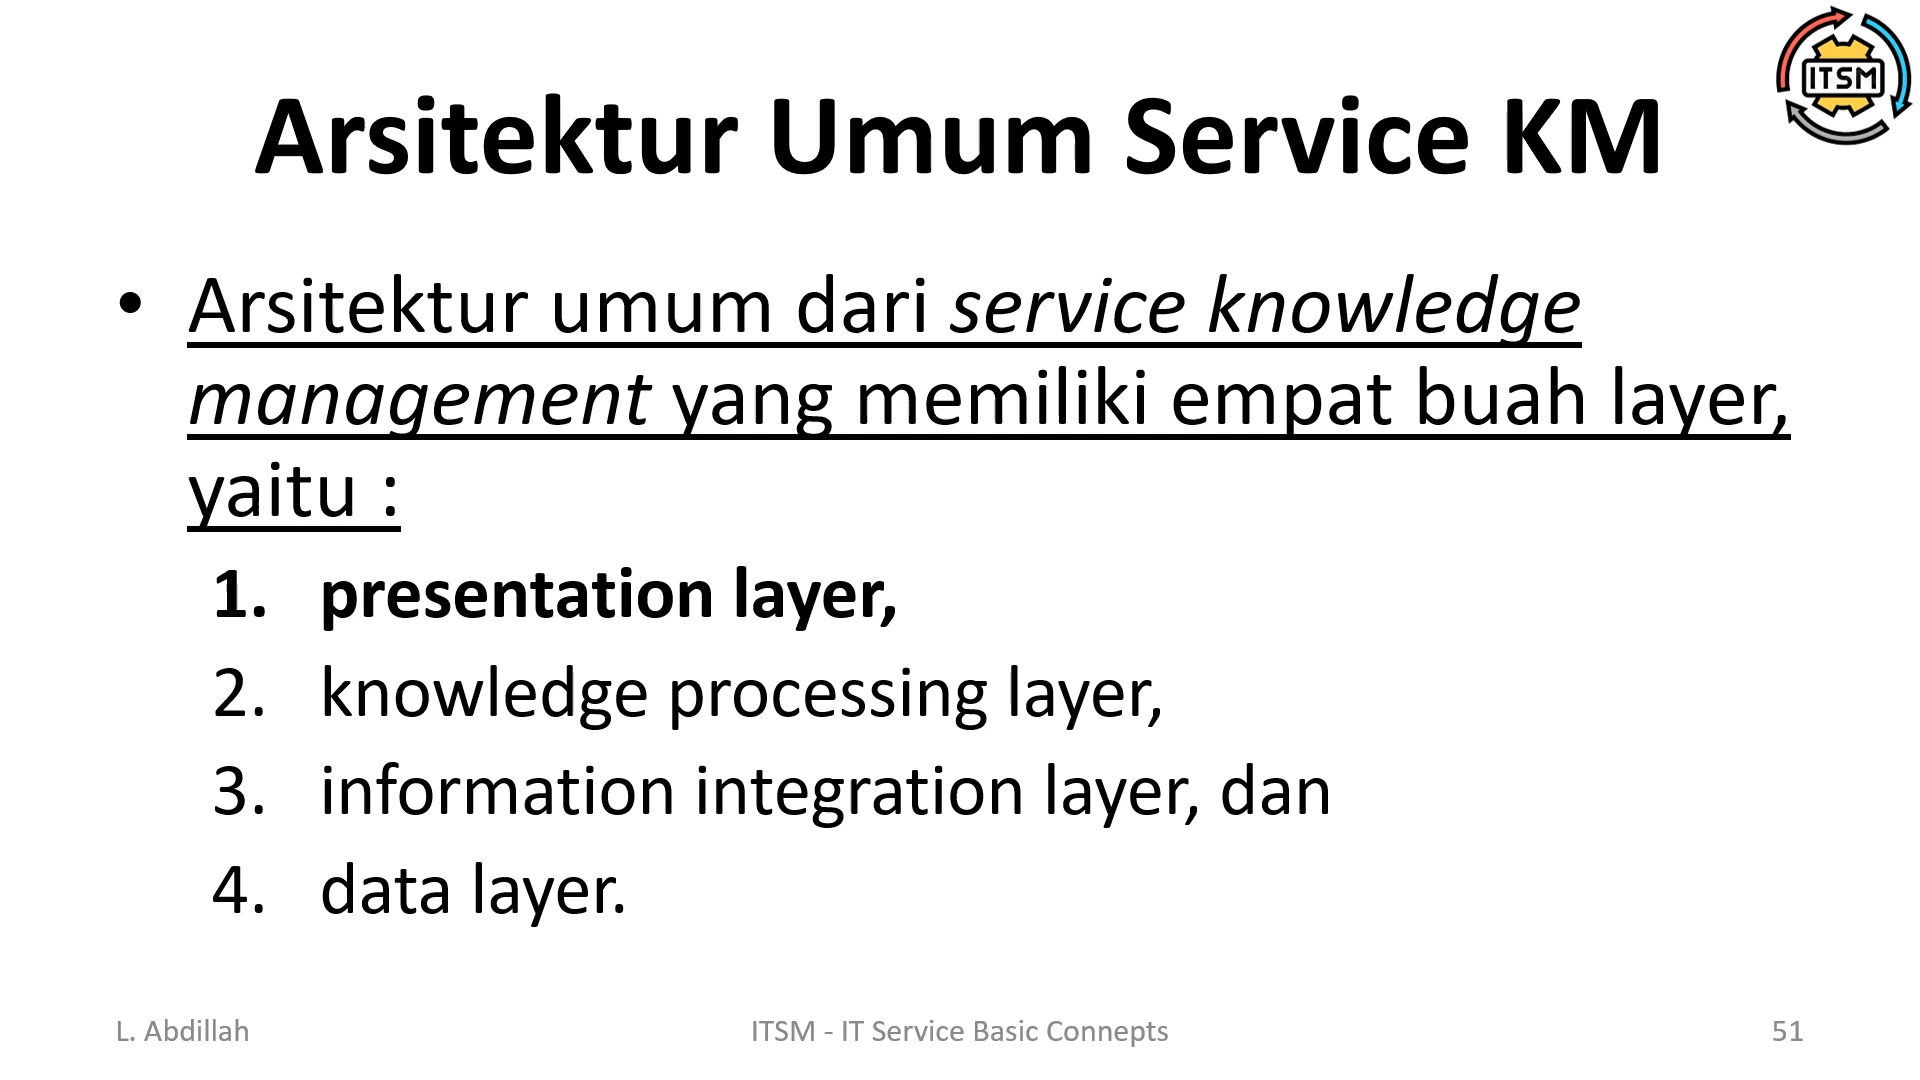 ITSM
Arsitektur Umum Service KM
• Arsitektur umum dari service knowledge
management yang memiliki empat buah layer,
yaitu :
1. presentation layer,
2. knowledge processing layer,
3. information integration layer, dan
4. data layer.
L. Abdillah
ITSM - IT Service Basic Connepts
51